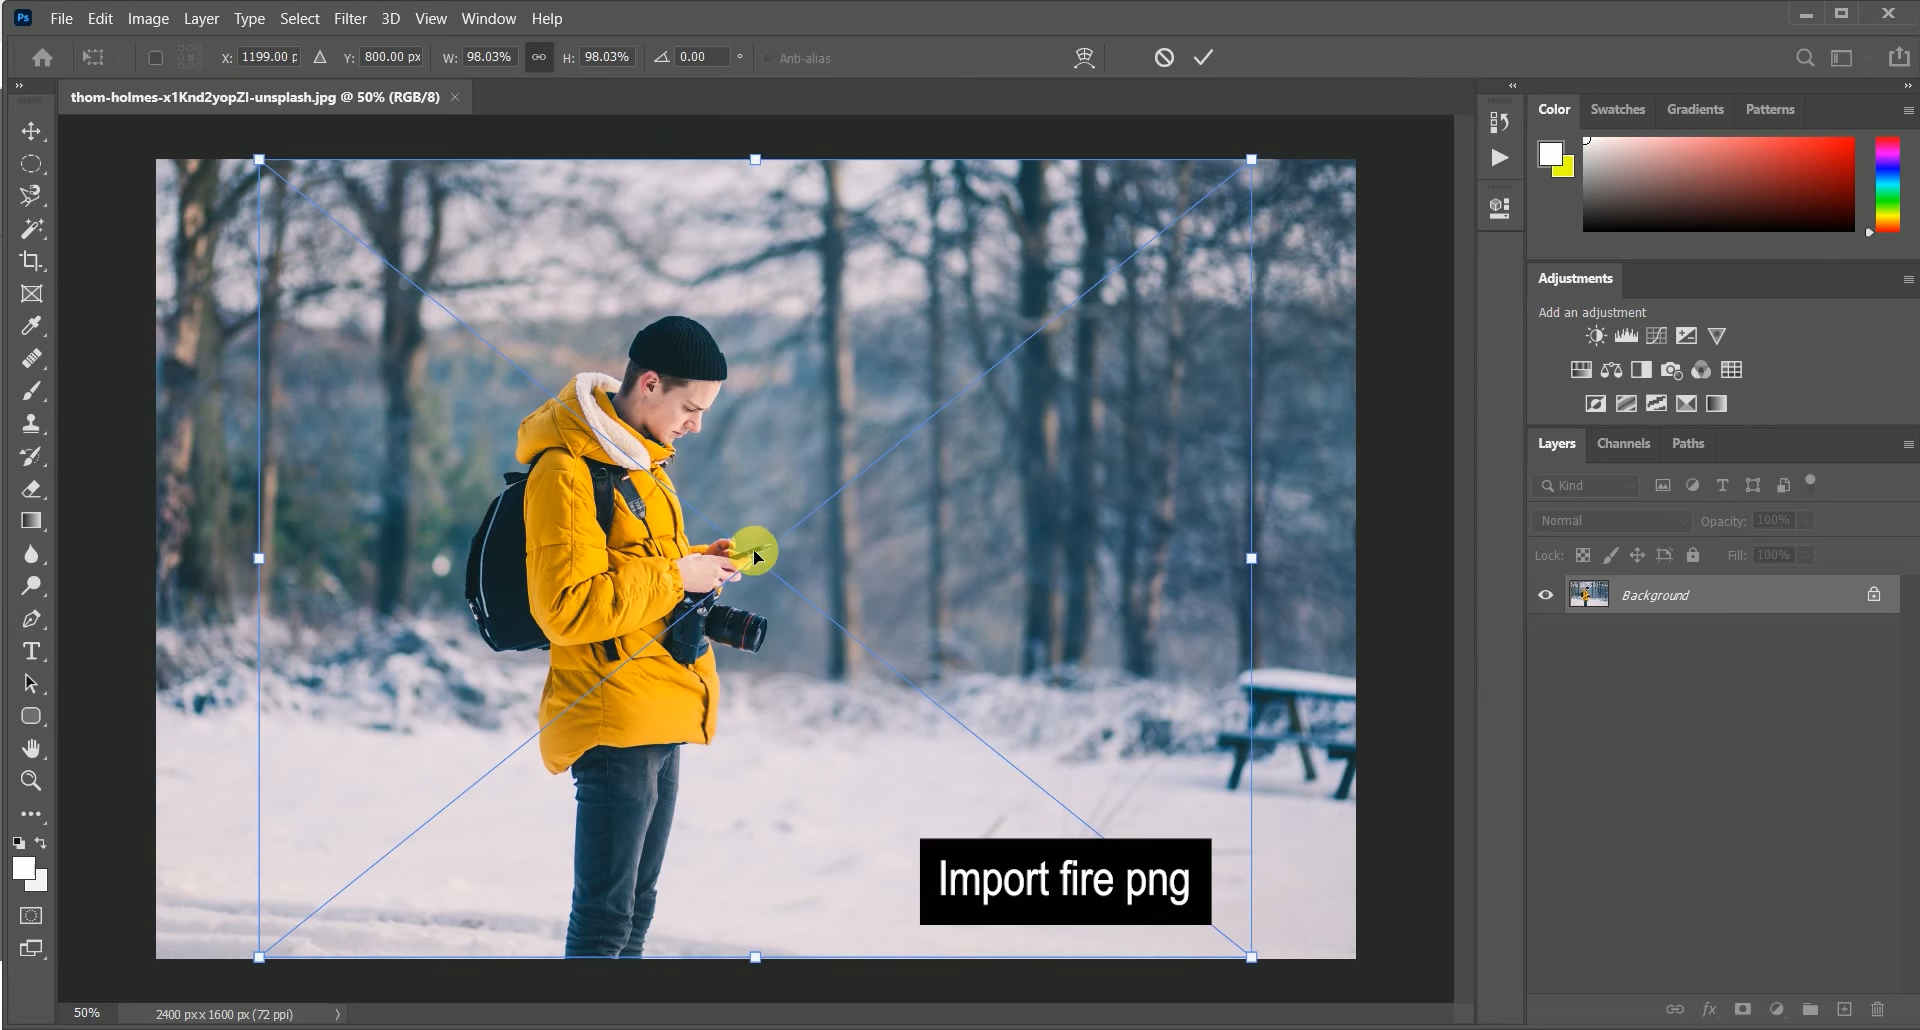 Ps File Edit Image Layer Type Select Filter 3D View Window Help
X: 1199.00 p Y: 800.00 px W: 98.03% H: 98.03% 0.00 ° Anti-alias
thom-holmes-x1Knd2yopZI-unsplash.jpg @ 50% (RGB/8) ×
Color Swatches Gradients Patterns
Adjustments
Add an adjustment
Layers Channels Paths
Kind
Normal Opacity: 100%
Lock: Fill: 100%
Background
Import fire png
50% 2400 px x 1600 px (72 ppi)